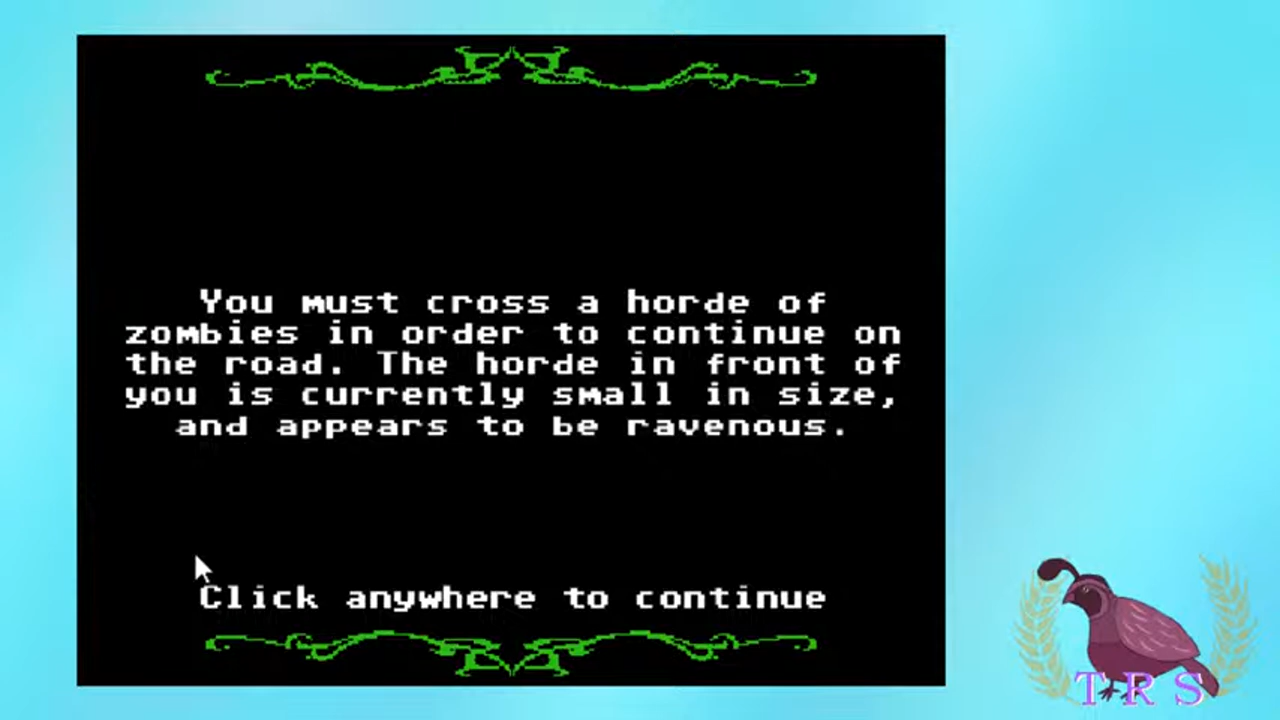 You must cross a horde of
zombies in order to continue on
the road. The horde in front of
you is currently small in size,
and appears to be ravenous.
Click anywhere to continue
T R S